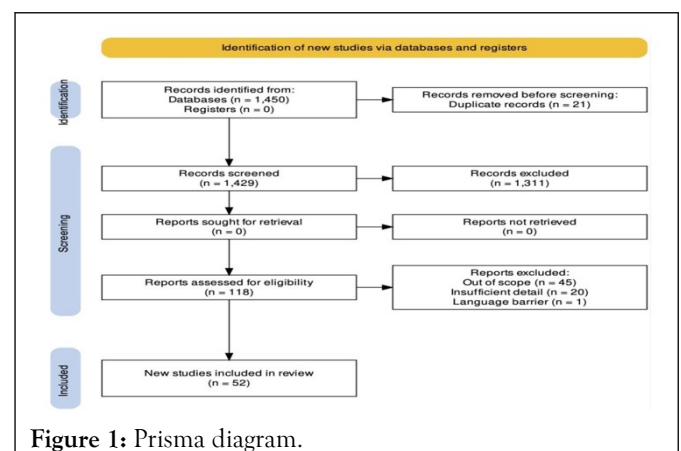 Identification of new studies via databases and registers
Identification
Records identified from:
Databases (n = 1,450)
Registers (n = 0)
Records removed before screening:
Duplicate records (n = 21)
Screening
Records screened
(n = 1,429)
Records excluded
(n = 1,311)
Reports sought for retrieval
(n = 0)
Reports not retrieved
(n = 0)
Reports assessed for eligibility
(n = 118)
Reports excluded:
Out of scope (n = 45)
Insufficient detail (n = 20)
Language barrier (n = 1)
Included
New studies included in review
(n = 52)
Figure 1: Prisma diagram.